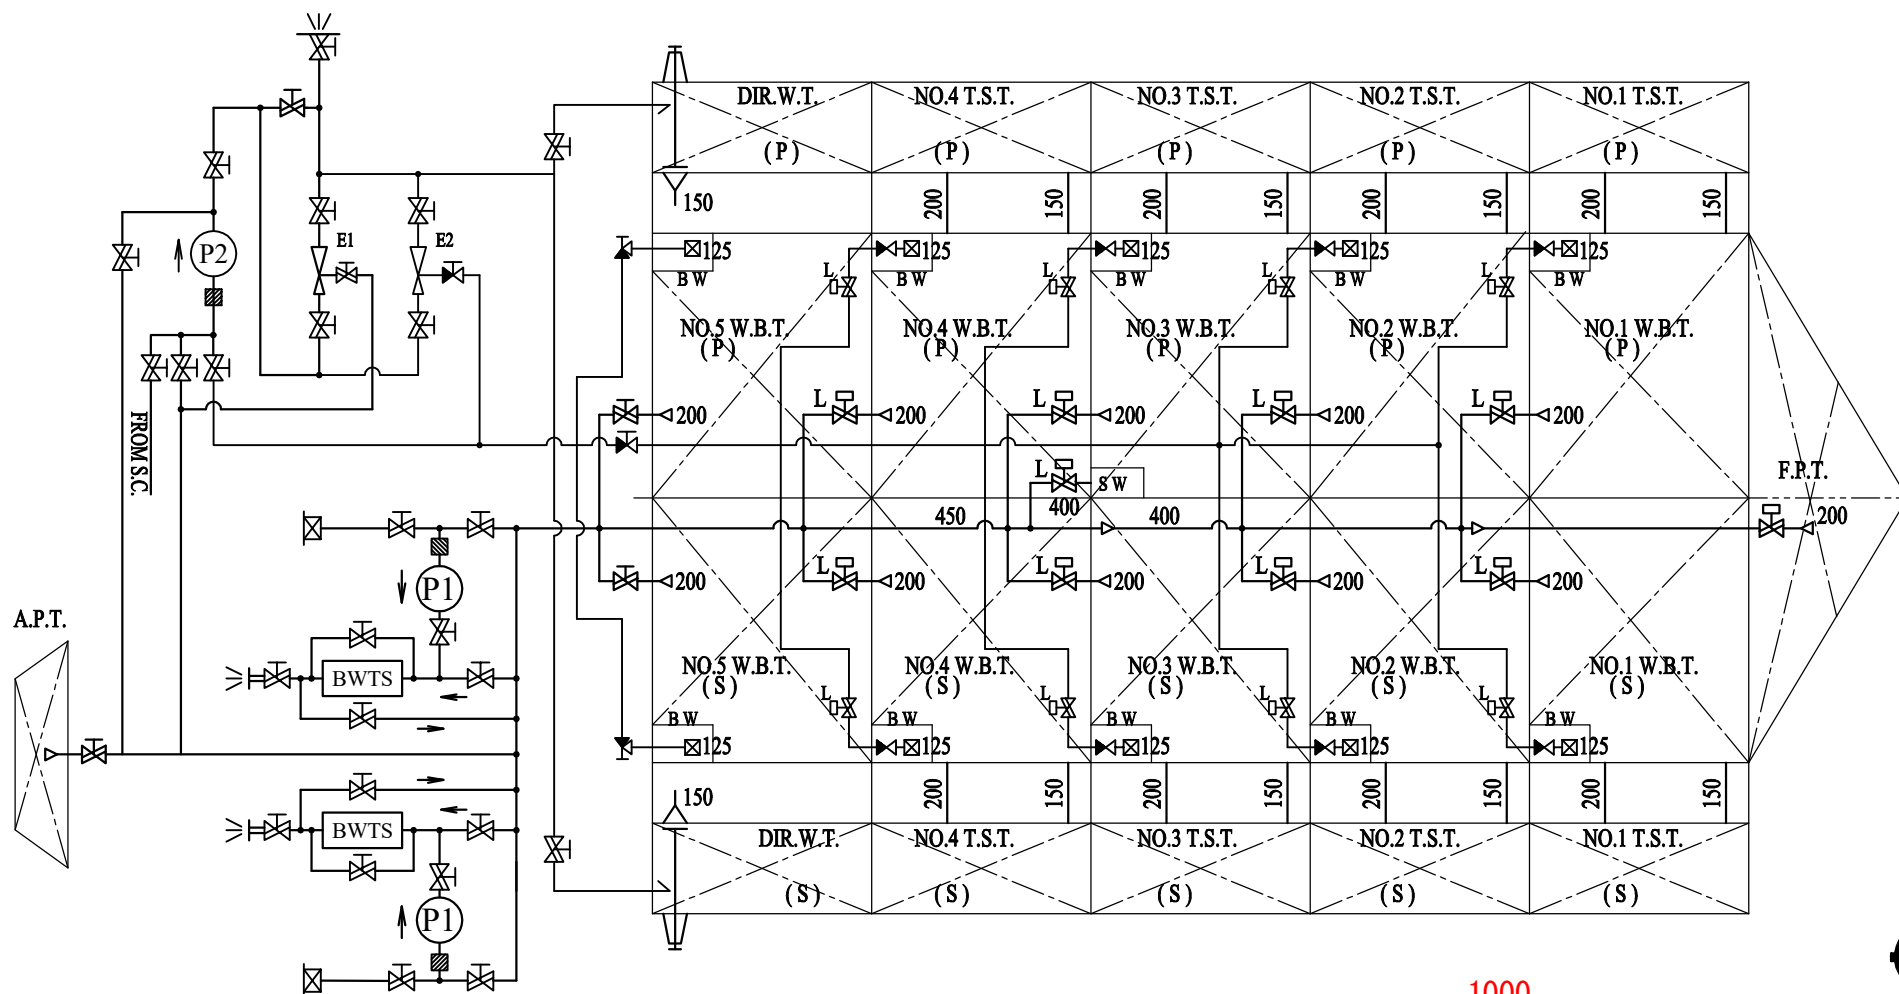 DIR.W.T. NO.4 T.S.T. NO.3 T.S.T. NO.2 T.S.T. NO.1 T.S.T.
(P) (P) (P) (P) (P)
150 200 150 200 150 200 150 200 150
P2 E1 E2
125 125 125 125 125
BW BW BW BW BW
L L L L
NO.5 W.B.T. NO.4 W.B.T. NO.3 W.B.T. NO.2 W.B.T. NO.1 W.B.T.
(P) (P) (P) (P) (P)
FROM S.C.
L L L L
200 200 200 200 200
L SW F.P.T.
400
450 400 200
P1
L L L L
200 200 200 200 200
A.P.T.
BWTS
NO.5 W.B.T. NO.4 W.B.T. NO.3 W.B.T. NO.2 W.B.T. NO.1 W.B.T.
(S) (S) (S) (S) (S)
L L L L
BW BW BW BW BW
125 125 125 125 125
150 200 150 200 150 200 150 200 150
BWTS
DIR.W.T. NO.4 T.S.T. NO.3 T.S.T. NO.2 T.S.T. NO.1 T.S.T.
(S) (S) (S) (S) (S)
P1
1000